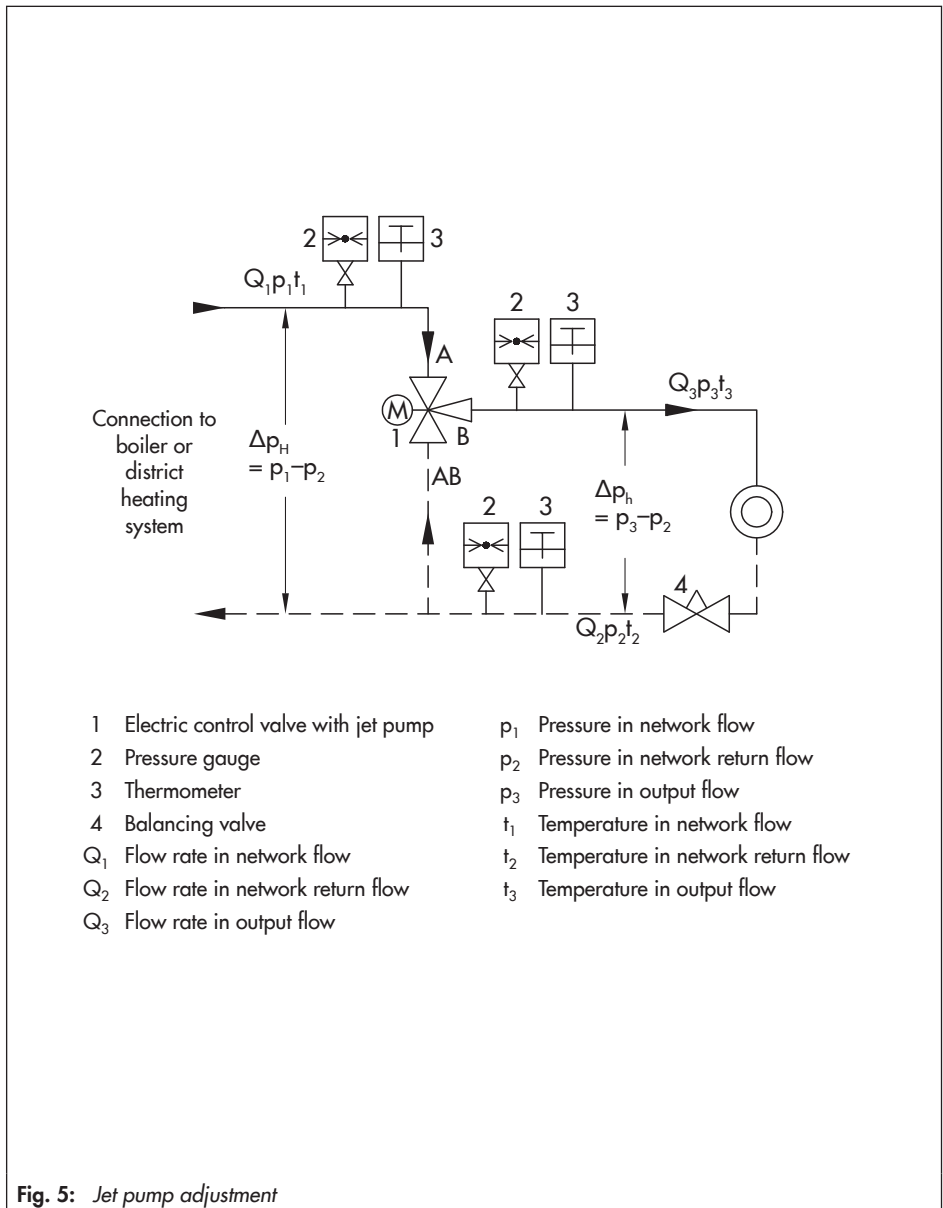 2
3
Q₁p₁t₁
A
2
3
Q₃p₃t₃
M
1
B
Connection to
boiler or
district
heating
system
Δp_H
= p₁–p₂
AB
2
3
Δp_h
= p₃–p₂
4
Q₂p₂t₂
1 Electric control valve with jet pump
2 Pressure gauge
3 Thermometer
4 Balancing valve
Q₁ Flow rate in network flow
Q₂ Flow rate in network return flow
Q₃ Flow rate in output flow
p₁ Pressure in network flow
p₂ Pressure in network return flow
p₃ Pressure in output flow
t₁ Temperature in network flow
t₂ Temperature in network return flow
t₃ Temperature in output flow
Fig. 5: Jet pump adjustment